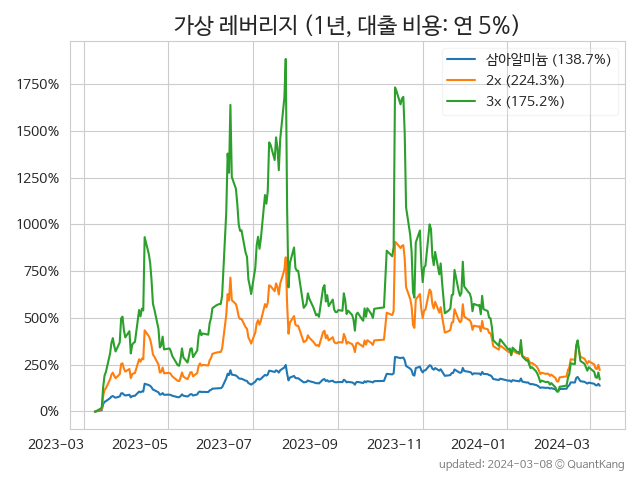 가상 레버리지 (1년, 대출 비용: 연 5%)
삼아알미늄 (138.7%)
2x (224.3%)
3x (175.2%)
1750%
1500%
1250%
1000%
750%
500%
250%
0%
2023-03 2023-05 2023-07 2023-09 2023-11 2024-01 2024-03
updated: 2024-03-08 © QuantKang